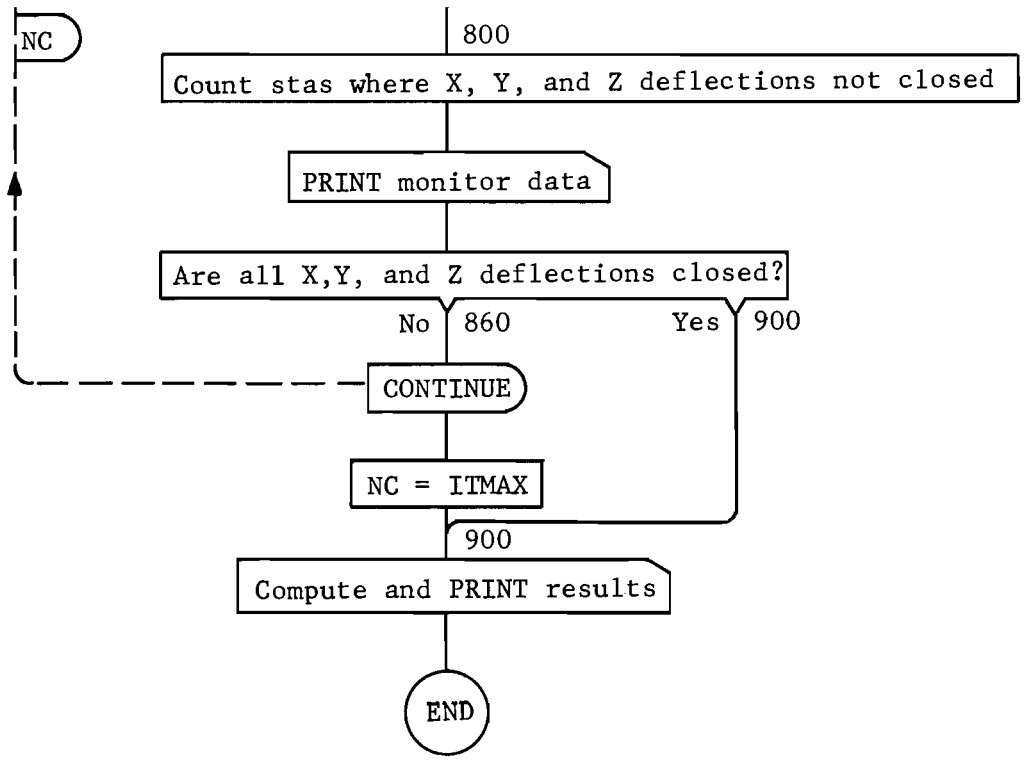 NC
800
Count stas where X, Y, and Z deflections not closed
PRINT monitor data
Are all X,Y, and Z deflections closed?
No 860 Yes 900
CONTINUE
NC = ITMAX
900
Compute and PRINT results
END